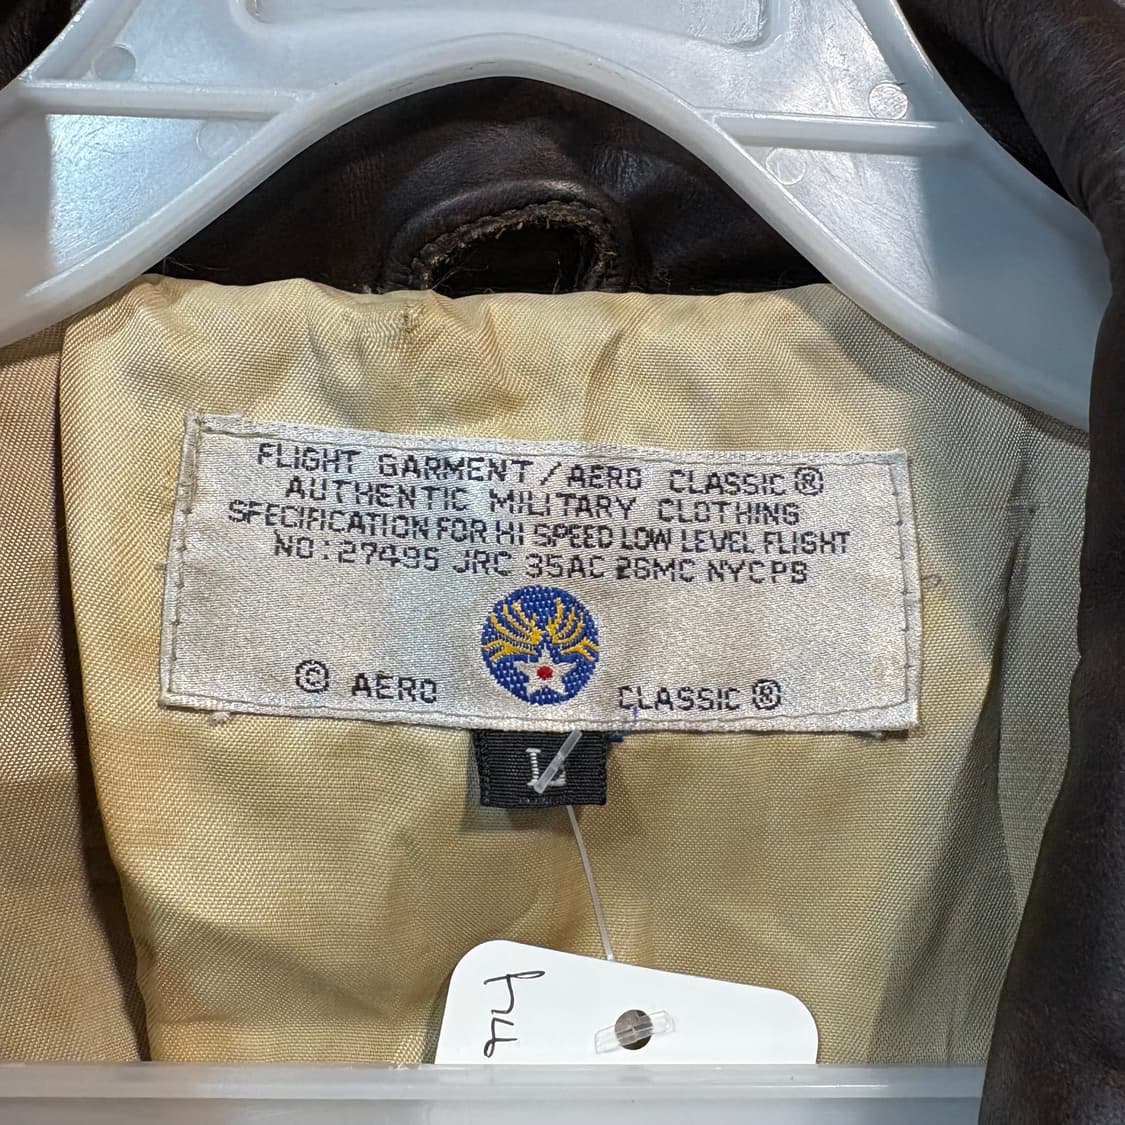 FLIGHT GARMENT / AERO CLASSIC ®
AUTHENTIC MILITARY CLOTHING
SPECIFICATION FOR HI SPEED LOW LEVEL FLIGHT
NO : 27495 JRC 35AC 26MC NYCPS
© AERO CLASSIC ®
L